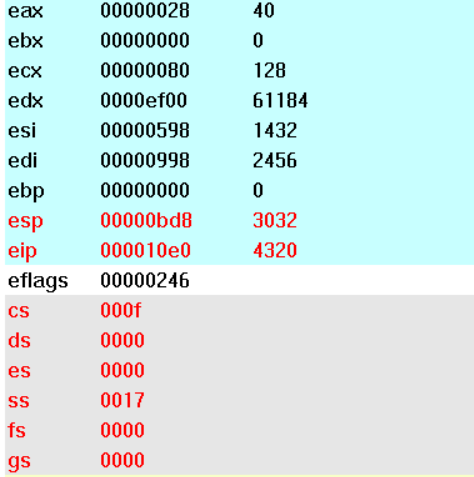 eax 00000028 40
ebx 00000000 0
ecx 00000080 128
edx 0000ef00 61184
esi 00000598 1432
edi 00000998 2456
ebp 00000000 0
esp 00000bd8 3032
eip 000010e0 4320
eflags 00000246
cs 000f
ds 0000
es 0000
ss 0017
fs 0000
gs 0000